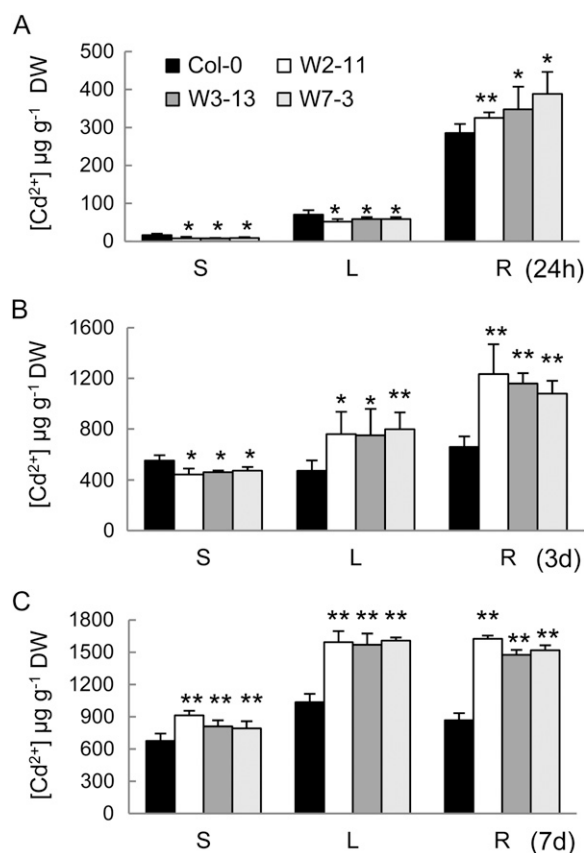 A
[Cd²⁺] µg g⁻¹ DW
500
400
300
200
100
0
Col-0 W2-11
W3-13 W7-3
* * *
* * *
** * *
S L R (24h)
B
[Cd²⁺] µg g⁻¹ DW
1600
1200
800
400
0
* * *
* * **
** ** **
S L R (3d)
C
[Cd²⁺] µg g⁻¹ DW
1800
1500
1200
900
600
300
0
** ** **
** ** **
** ** **
S L R (7d)